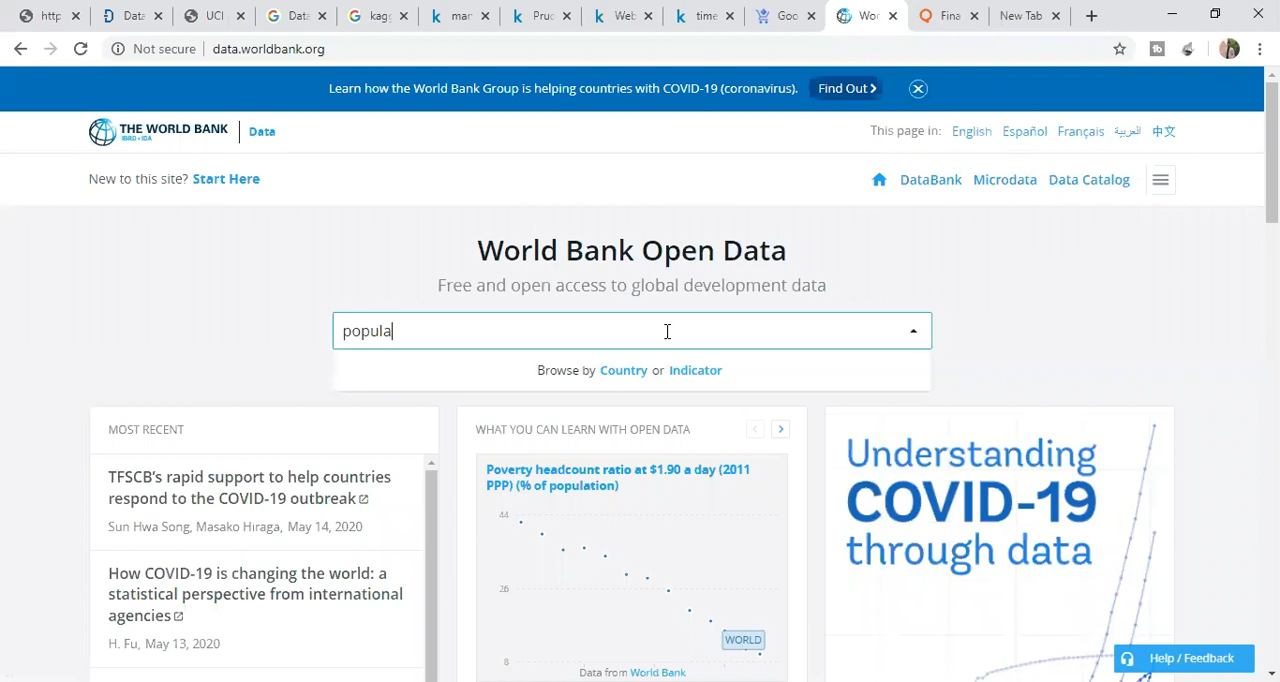 http
Data
UCI
Data
kagg
mar
Pruc
Web
time
Goo
Wor
Fina
New Tab
Not secure
data.worldbank.org
Learn how the World Bank Group is helping countries with COVID-19 (coronavirus).
Find Out
THE WORLD BANK
IBRD • IDA
Data
This page in: English Español Français العربية 中文
New to this site? Start Here
DataBank Microdata Data Catalog
World Bank Open Data
Free and open access to global development data
popula
Browse by Country or Indicator
MOST RECENT
TFSCB's rapid support to help countries
respond to the COVID-19 outbreak
Sun Hwa Song, Masako Hiraga, May 14, 2020
How COVID-19 is changing the world: a
statistical perspective from international
agencies
H. Fu, May 13, 2020
WHAT YOU CAN LEARN WITH OPEN DATA
Poverty headcount ratio at $1.90 a day (2011
PPP) (% of population)
44
26
8
WORLD
Data from World Bank
Understanding
COVID-19
through data
Help / Feedback